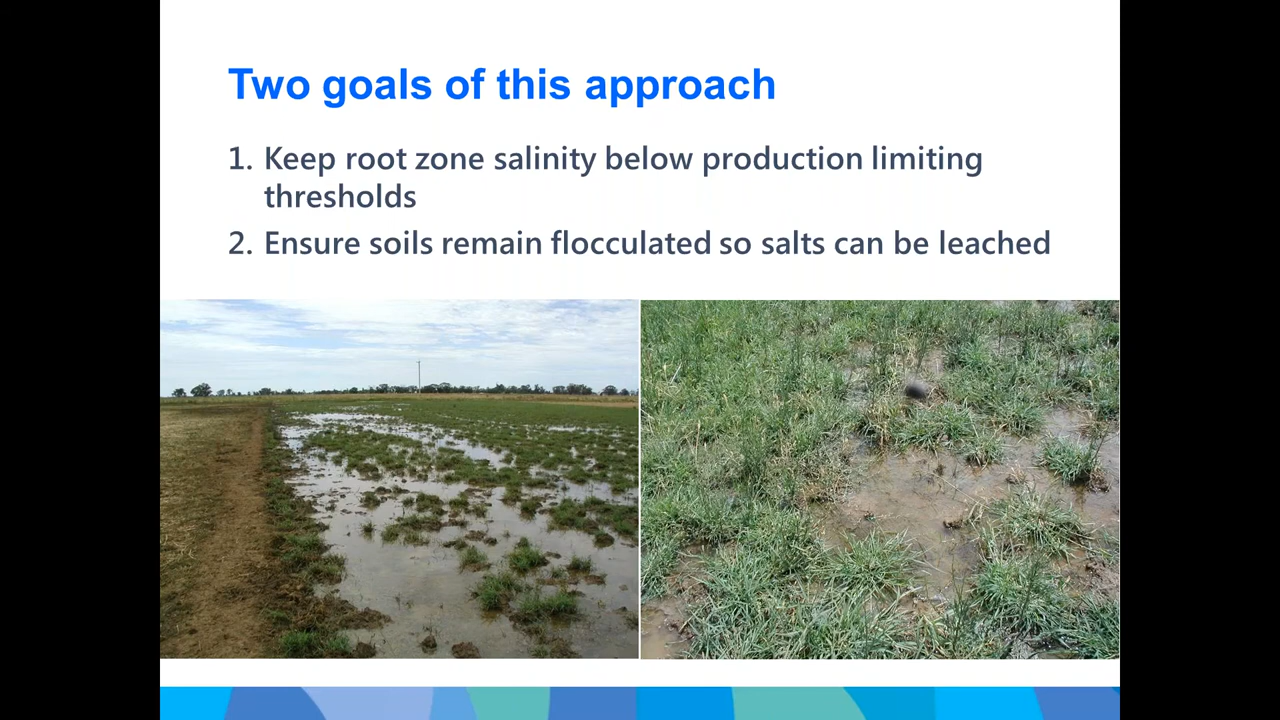 Two goals of this approach
1. Keep root zone salinity below production limiting
thresholds
2. Ensure soils remain flocculated so salts can be leached